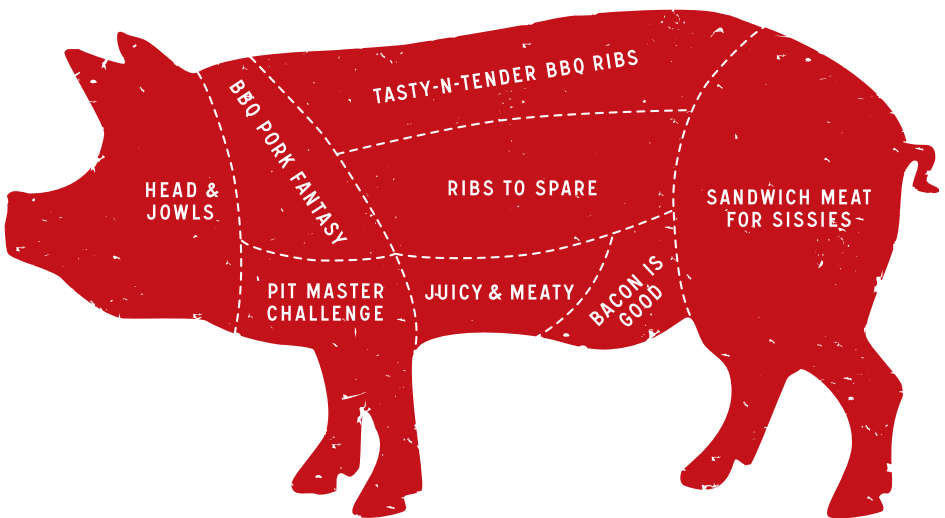 TASTY-N-TENDER BBQ RIBS
BBQ PORK FANTASY
HEAD &
JOWLS
RIBS TO SPARE
SANDWICH MEAT
FOR SISSIES
PIT MASTER
CHALLENGE
JUICY & MEATY
BACON IS
GOOD